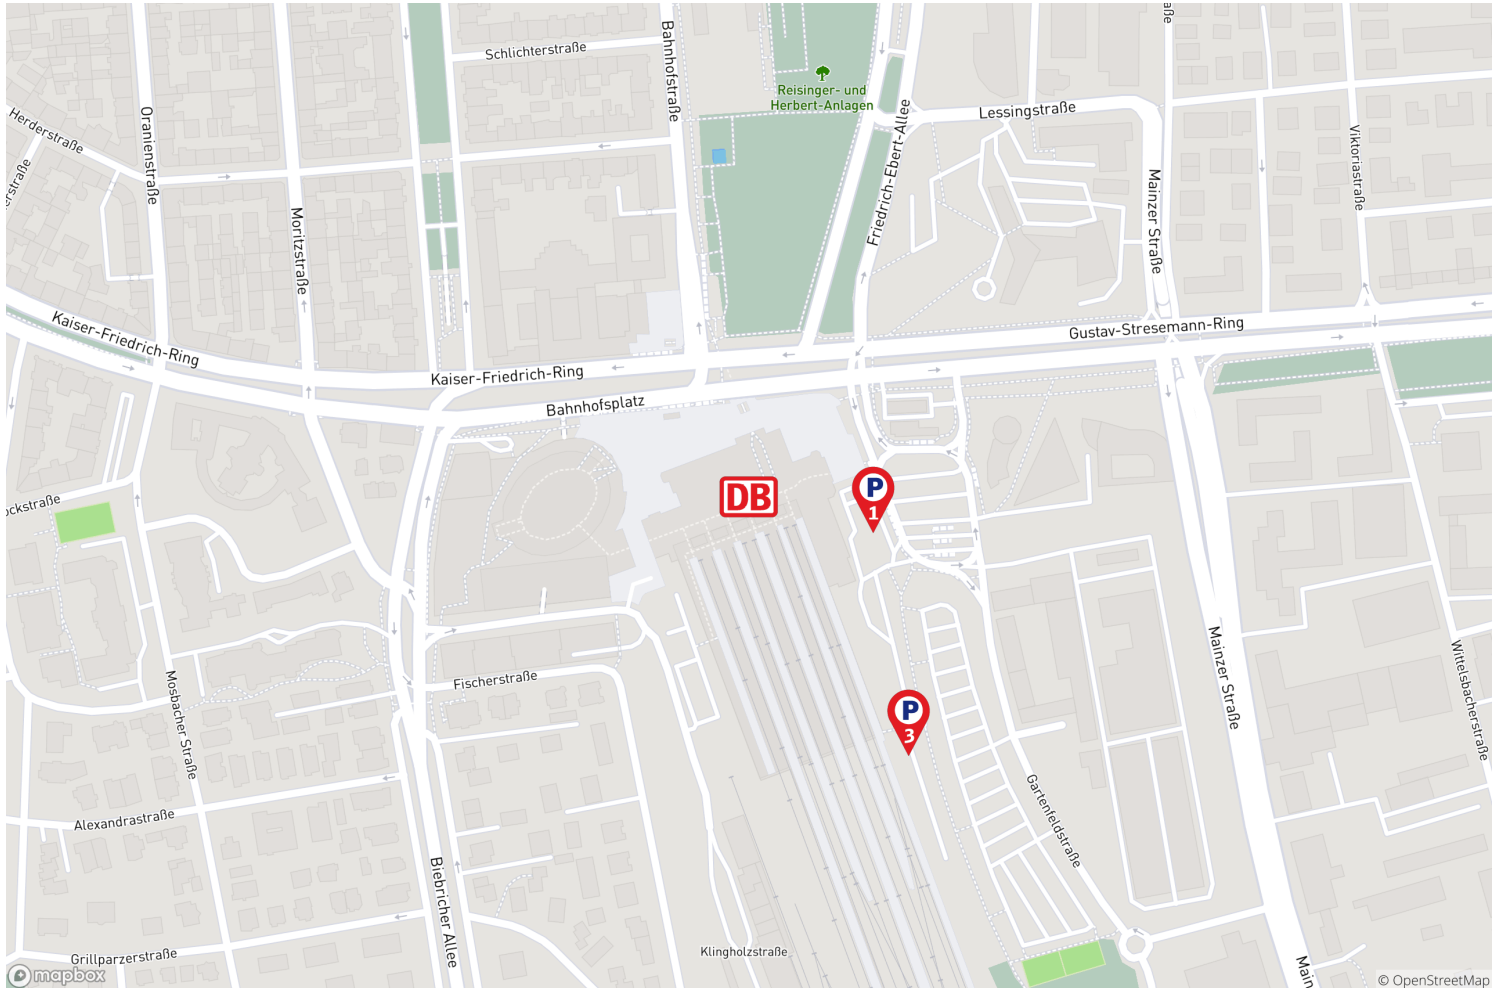 Schlichterstraße
Bahnhofstraße
Reisinger- und
Herbert-Anlagen
Lessingstraße
Friedrich-Ebert-Allee
Mainzer Straße
Viktoriastraße
Herderstraße
Oranienstraße
Moritzstraße
Kaiser-Friedrich-Ring
Kaiser-Friedrich-Ring
Gustav-Stresemann-Ring
Bahnhofsplatz
DB
P
1
P
3
Fischerstraße
Mosbacher Straße
Mainzer Straße
Wittelsbacherstraße
Gartenfeldstraße
Alexandrastraße
Biebricher Allee
Klingholzstraße
Grillparzerstraße
mapbox
© OpenStreetMap